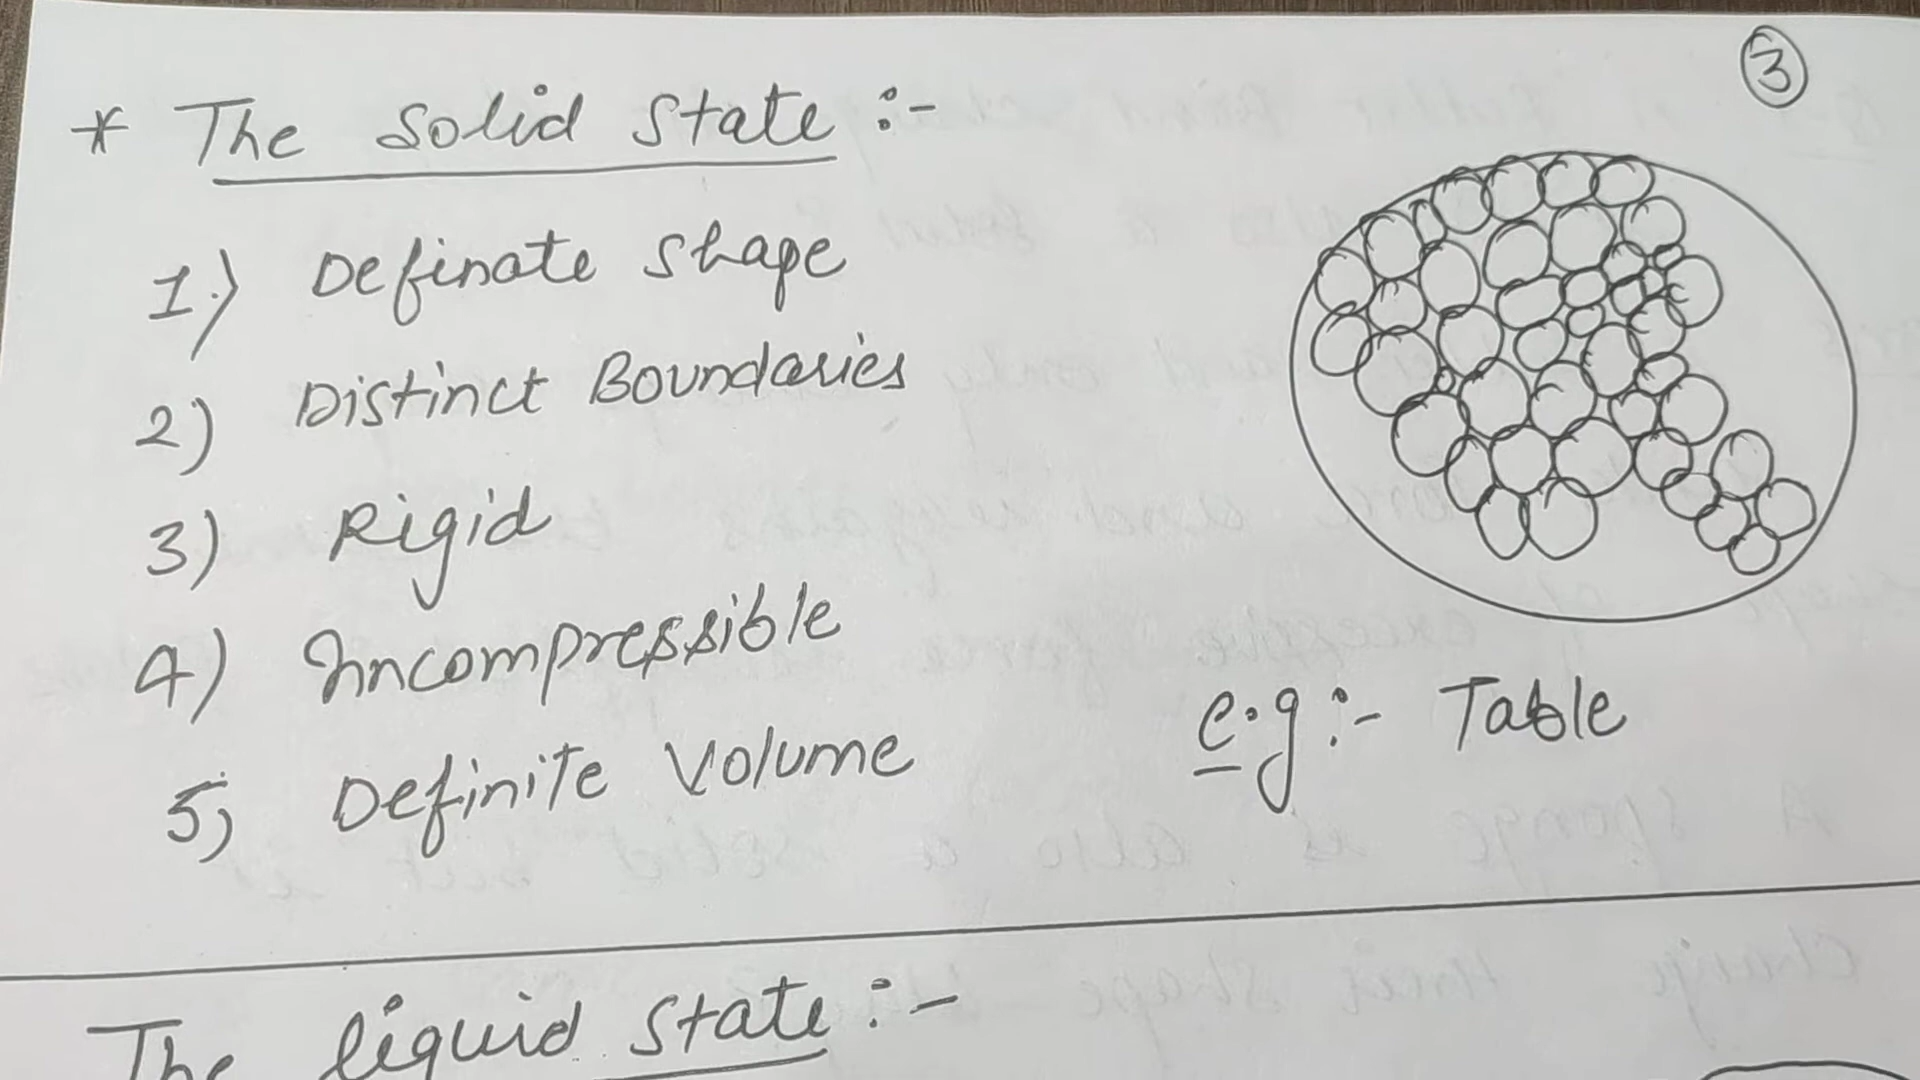 3
* The Solid State :-
1.) Definate Shape
2) Distinct Boundaries
3) Rigid
4) Incompressible
5) Definite Volume
e.g :- Table
The liquid State :-